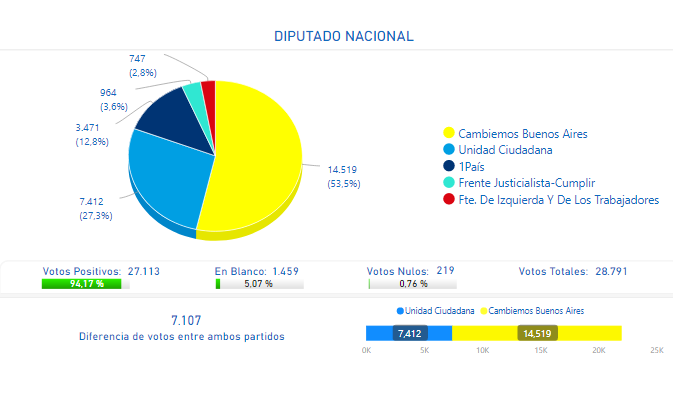 DIPUTADO NACIONAL
747
(2,8%)
964
(3,6%)
3.471
(12,8%)
7.412
(27,3%)
14.519
(53,5%)
Cambiemos Buenos Aires
Unidad Ciudadana
1País
Frente Justicialista-Cumplir
Fte. De Izquierda Y De Los Trabajadores
Votos Positivos: 27.113
94,17 %
En Blanco: 1.459
5,07 %
Votos Nulos: 219
0,76 %
Votos Totales: 28.791
7.107
Diferencia de votos entre ambos partidos
Unidad Ciudadana Cambiemos Buenos Aires
7,412 14,519
0K 5K 10K 15K 20K 25K